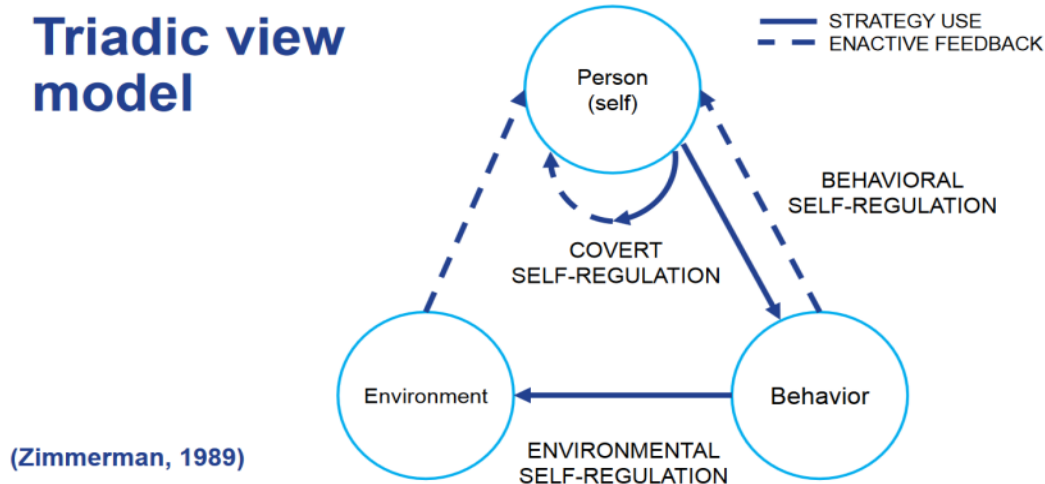 Triadic view
model
STRATEGY USE
ENACTIVE FEEDBACK
Person
(self)
BEHAVIORAL
SELF-REGULATION
COVERT
SELF-REGULATION
Environment
Behavior
ENVIRONMENTAL
SELF-REGULATION
(Zimmerman, 1989)